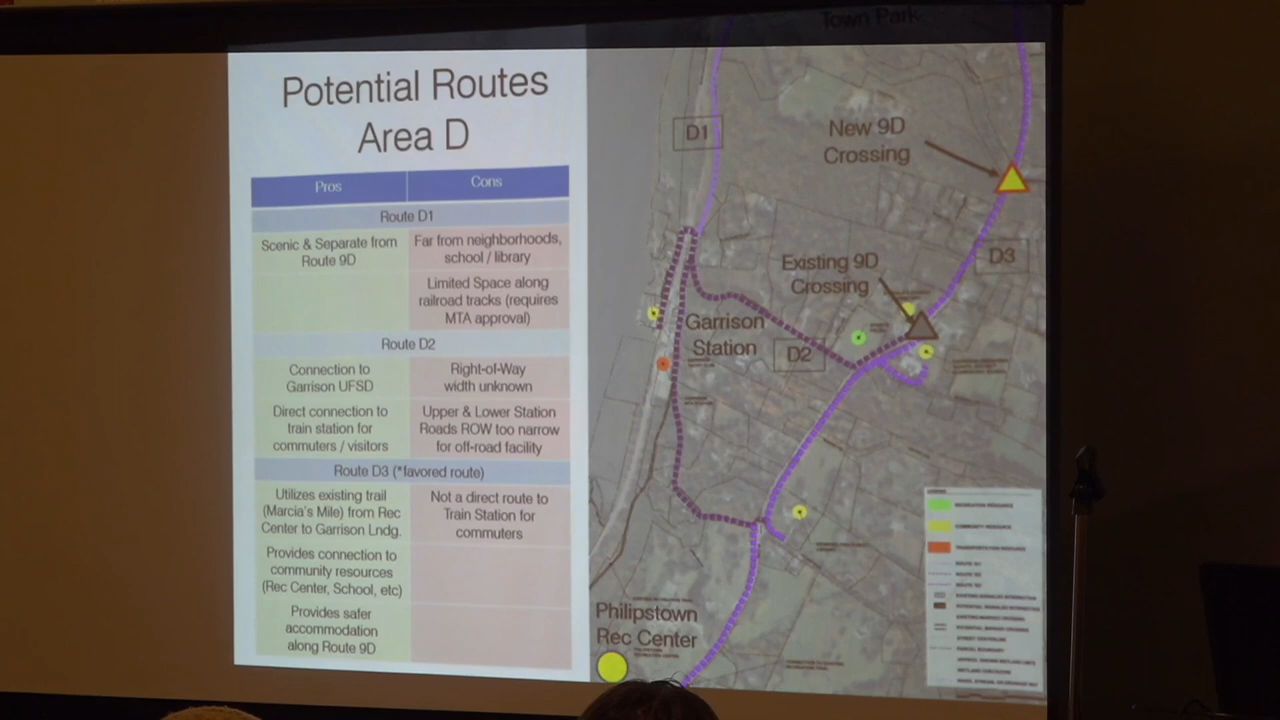 Potential Routes
Area D
Pros
Cons
Route D1
Scenic & Separate from
Route 9D
Far from neighborhoods,
school / library
Limited Space along
railroad tracks (requires
MTA approval)
Route D2
Connection to
Garrison UFSD
Right-of-Way
width unknown
Direct connection to
train station for
commuters / visitors
Upper & Lower Station
Roads ROW too narrow
for off-road facility
Route D3 (*favored route)
Utilizes existing trail
(Marcia's Mile) from Rec
Center to Garrison Lndg.
Not a direct route to
Train Station for
commuters
Provides connection to
community resources
(Rec Center, School, etc)
Provides safer
accommodation
along Route 9D
Town Park
D1
New 9D
Crossing
Existing 9D
Crossing
D3
Garrison
Station
D2
Philipstown
Rec Center